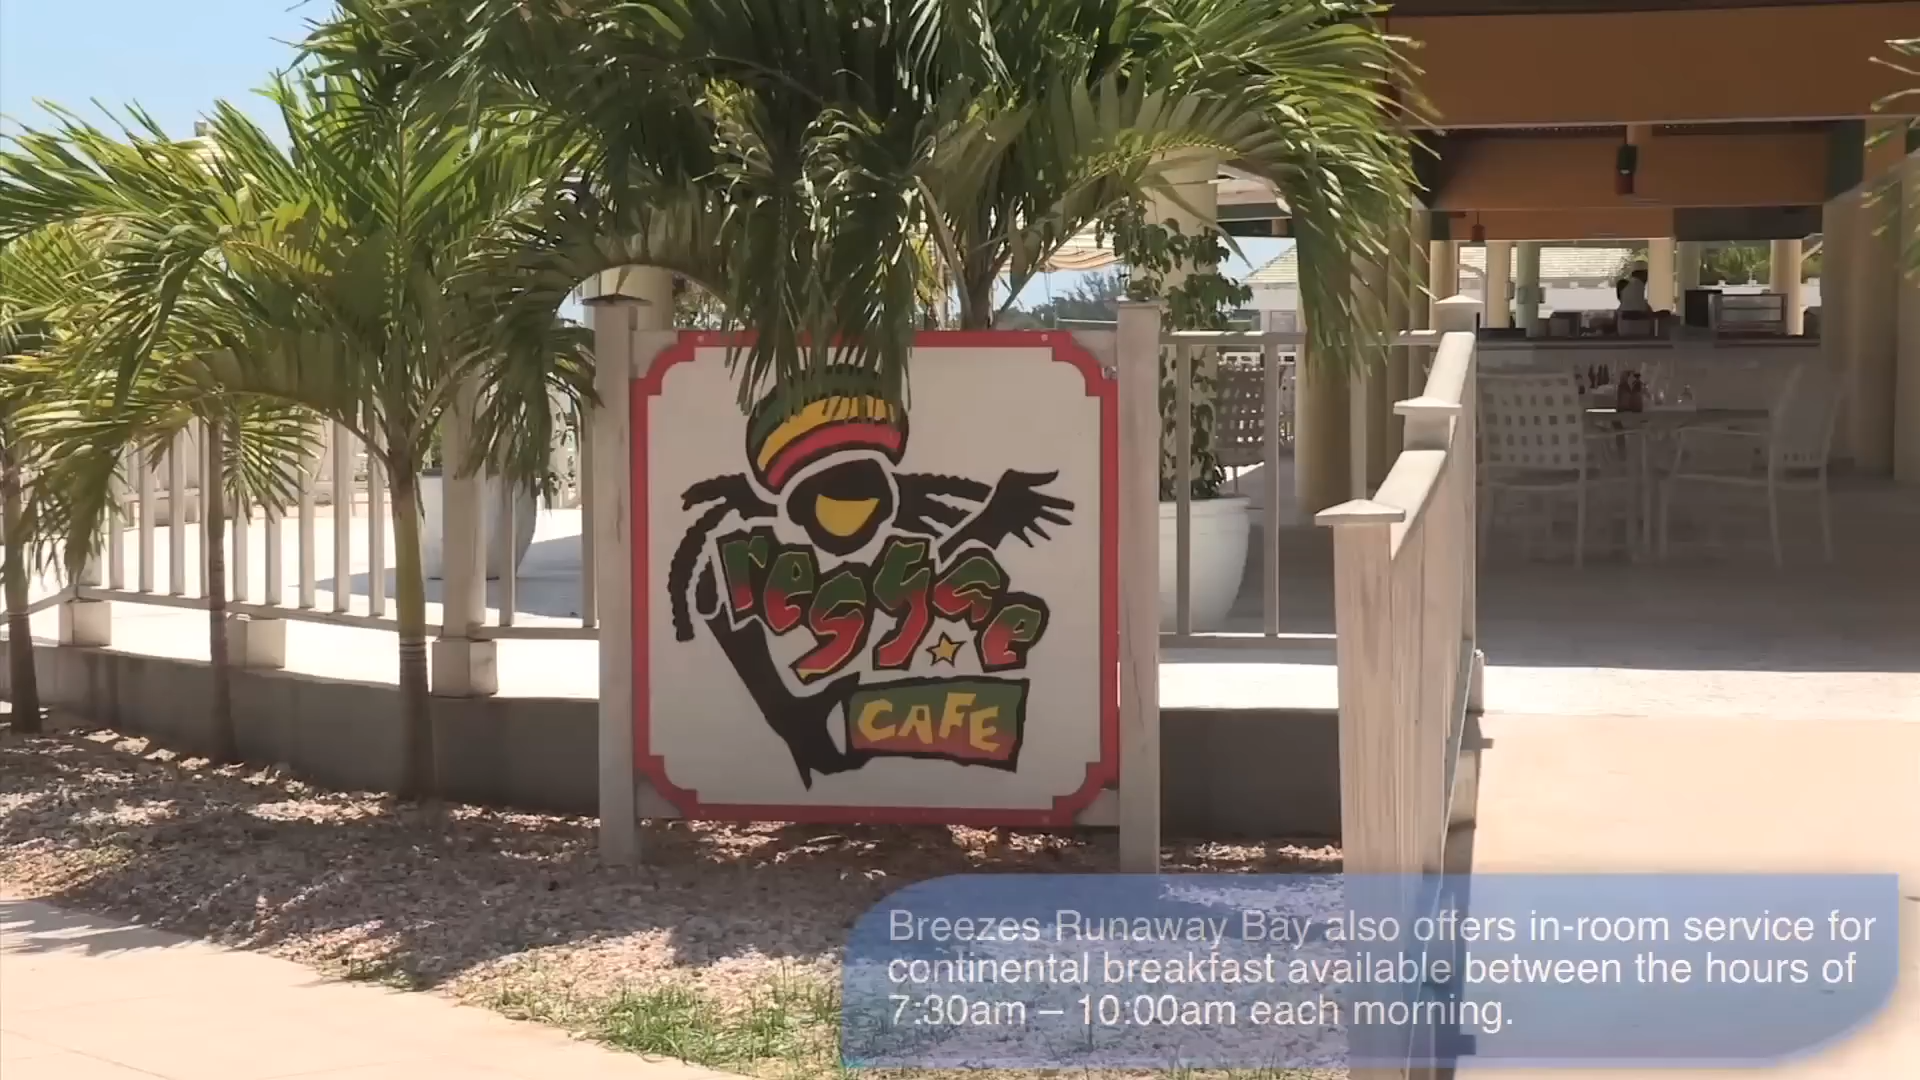 reggae
CAFE
Breezes Runaway Bay also offers in-room service for
continental breakfast available between the hours of
7:30am – 10:00am each morning.